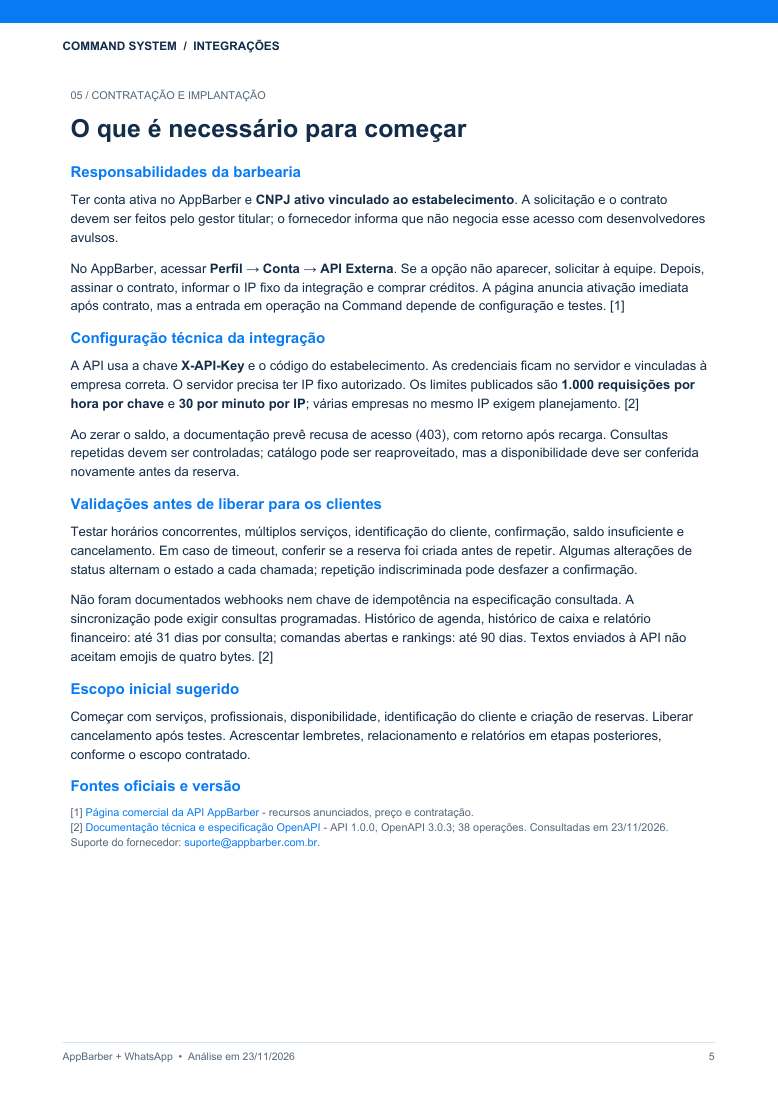 COMMAND SYSTEM / INTEGRAÇÕES
05 / CONTRATAÇÃO E IMPLANTAÇÃO
O que é necessário para começar
Responsabilidades da barbearia
Ter conta ativa no AppBarber e CNPJ ativo vinculado ao estabelecimento. A solicitação e o contrato
devem ser feitos pelo gestor titular; o fornecedor informa que não negocia esse acesso com desenvolvedores
avulsos.
No AppBarber, acessar Perfil → Conta → API Externa. Se a opção não aparecer, solicitar à equipe. Depois,
assinar o contrato, informar o IP fixo da integração e comprar créditos. A página anuncia ativação imediata
após contrato, mas a entrada em operação na Command depende de configuração e testes. [1]
Configuração técnica da integração
A API usa a chave X-API-Key e o código do estabelecimento. As credenciais ficam no servidor e vinculadas à
empresa correta. O servidor precisa ter IP fixo autorizado. Os limites publicados são 1.000 requisições por
hora por chave e 30 por minuto por IP; várias empresas no mesmo IP exigem planejamento. [2]
Ao zerar o saldo, a documentação prevê recusa de acesso (403), com retorno após recarga. Consultas
repetidas devem ser controladas; catálogo pode ser reaproveitado, mas a disponibilidade deve ser conferida
novamente antes da reserva.
Validações antes de liberar para os clientes
Testar horários concorrentes, múltiplos serviços, identificação do cliente, confirmação, saldo insuficiente e
cancelamento. Em caso de timeout, conferir se a reserva foi criada antes de repetir. Algumas alterações de
status alternam o estado a cada chamada; repetição indiscriminada pode desfazer a confirmação.
Não foram documentados webhooks nem chave de idempotência na especificação consultada. A
sincronização pode exigir consultas programadas. Histórico de agenda, histórico de caixa e relatório
financeiro: até 31 dias por consulta; comandas abertas e rankings: até 90 dias. Textos enviados à API não
aceitam emojis de quatro bytes. [2]
Escopo inicial sugerido
Começar com serviços, profissionais, disponibilidade, identificação do cliente e criação de reservas. Liberar
cancelamento após testes. Acrescentar lembretes, relacionamento e relatórios em etapas posteriores,
conforme o escopo contratado.
Fontes oficiais e versão
[1] Página comercial da API AppBarber - recursos anunciados, preço e contratação.
[2] Documentação técnica e especificação OpenAPI - API 1.0.0, OpenAPI 3.0.3; 38 operações. Consultadas em 23/11/2026.
Suporte do fornecedor: suporte@appbarber.com.br.
AppBarber + WhatsApp • Análise em 23/11/2026
5